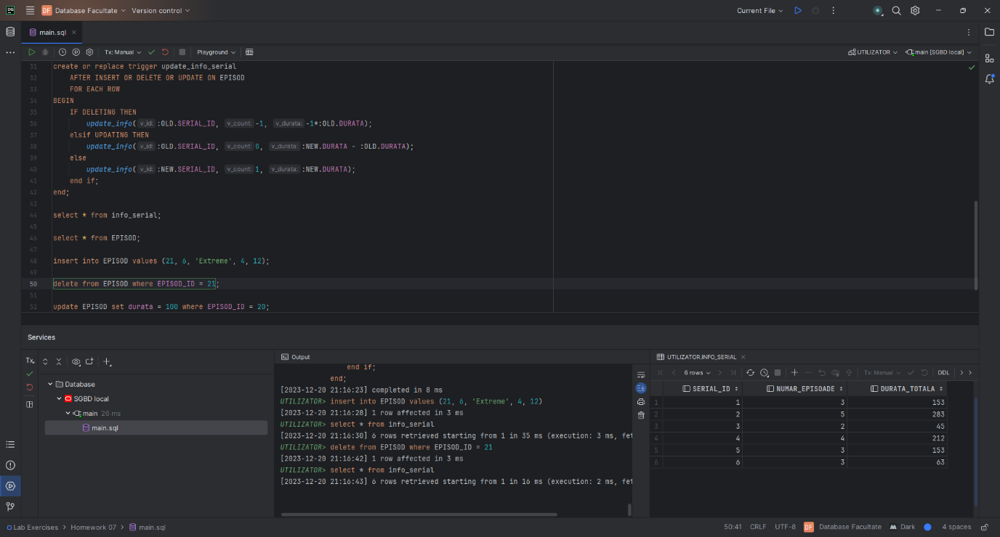 DG
DF Database Facultate Version control Current File
main.sql
Tx: Manual Playground UTILIZATOR main [SGBD local]
31 create or replace trigger update_info_serial
32 AFTER INSERT OR DELETE OR UPDATE ON EPISOD
33 FOR EACH ROW
34 BEGIN
35 IF DELETING THEN
36 update_info( v_id: :OLD.SERIAL_ID, v_count: -1, v_durata: -1*:OLD.DURATA);
37 elsif UPDATING THEN
38 update_info( v_id: :OLD.SERIAL_ID, v_count: 0, v_durata: :NEW.DURATA - :OLD.DURATA);
39 else
40 update_info( v_id: :NEW.SERIAL_ID, v_count: 1, v_durata: :NEW.DURATA);
41 end if;
42 end;
43
44 select * from info_serial;
45
46 select * from EPISOD;
47
48 insert into EPISOD values (21, 6, 'Extreme', 4, 12);
49
50 delete from EPISOD where EPISOD_ID = 21;
51
52 update EPISOD set durata = 100 where EPISOD_ID = 20;
Services
Tx
Database
SGBD local
main 26 ms
main.sql
Output
end if;
end;
[2023-12-20 21:16:23] completed in 8 ms
UTILIZATOR> insert into EPISOD values (21, 6, 'Extreme', 4, 12)
[2023-12-20 21:16:28] 1 row affected in 3 ms
UTILIZATOR> select * from info_serial
[2023-12-20 21:16:30] 6 rows retrieved starting from 1 in 35 ms (execution: 3 ms, fet
UTILIZATOR> delete from EPISOD where EPISOD_ID = 21
[2023-12-20 21:16:42] 1 row affected in 3 ms
UTILIZATOR> select * from info_serial
[2023-12-20 21:16:43] 6 rows retrieved starting from 1 in 16 ms (execution: 2 ms, fet
UTILIZATOR.INFO_SERIAL
6 rows Tx: Manual DDL
SERIAL_ID NUMAR_EPISOADE DURATA_TOTALA
1 1 3 153
2 2 5 283
3 3 2 45
4 4 4 212
5 5 3 153
6 6 3 63
Lab Exercises > Homework 07 > main.sql 50:41 CRLF UTF-8 DF Database Facultate Dark 4 spaces